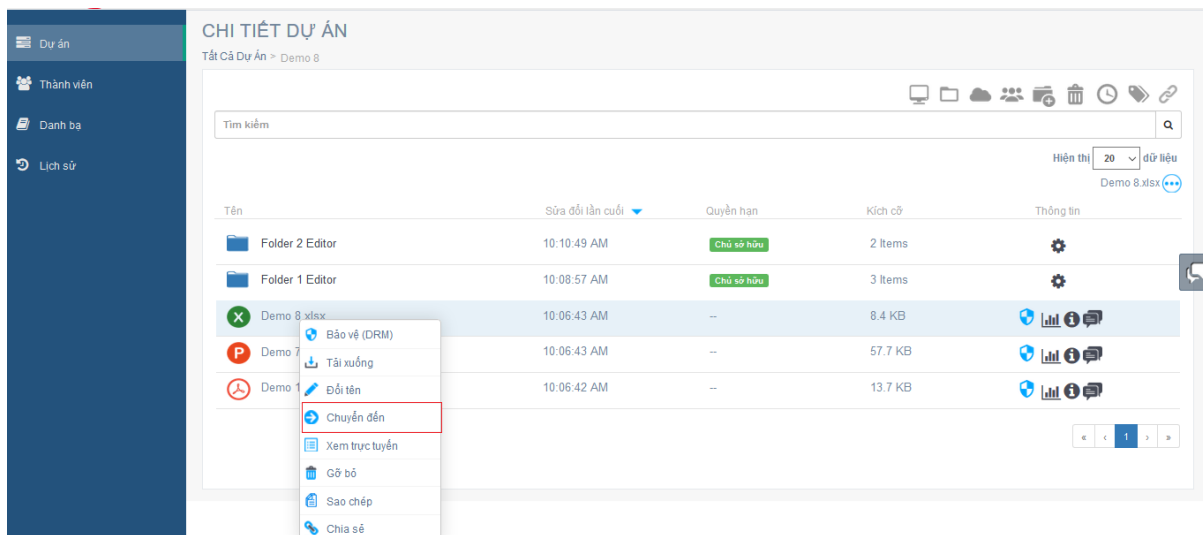 CHI TIẾT DỰ ÁN
Tất Cả Dự Án > Demo 8
Dự án
Thành viên
Danh bạ
Lịch sử
Tìm kiếm
Hiện thị 20 dữ liệu
Demo 8.xlsx
Tên Sửa đổi lần cuối Quyền hạn Kích cỡ Thông tin
Folder 2 Editor 10:10:49 AM Chủ sở hữu 2 Items
Folder 1 Editor 10:08:57 AM Chủ sở hữu 3 Items
Demo 8.xlsx 10:06:43 AM -- 8.4 KB
Demo 7 10:06:43 AM -- 57.7 KB
Demo 1 10:06:42 AM -- 13.7 KB
Bảo vệ (DRM)
Tải xuống
Đổi tên
Chuyển đến
Xem trực tuyến
Gỡ bỏ
Sao chép
Chia sẻ
« ‹ 1 › »